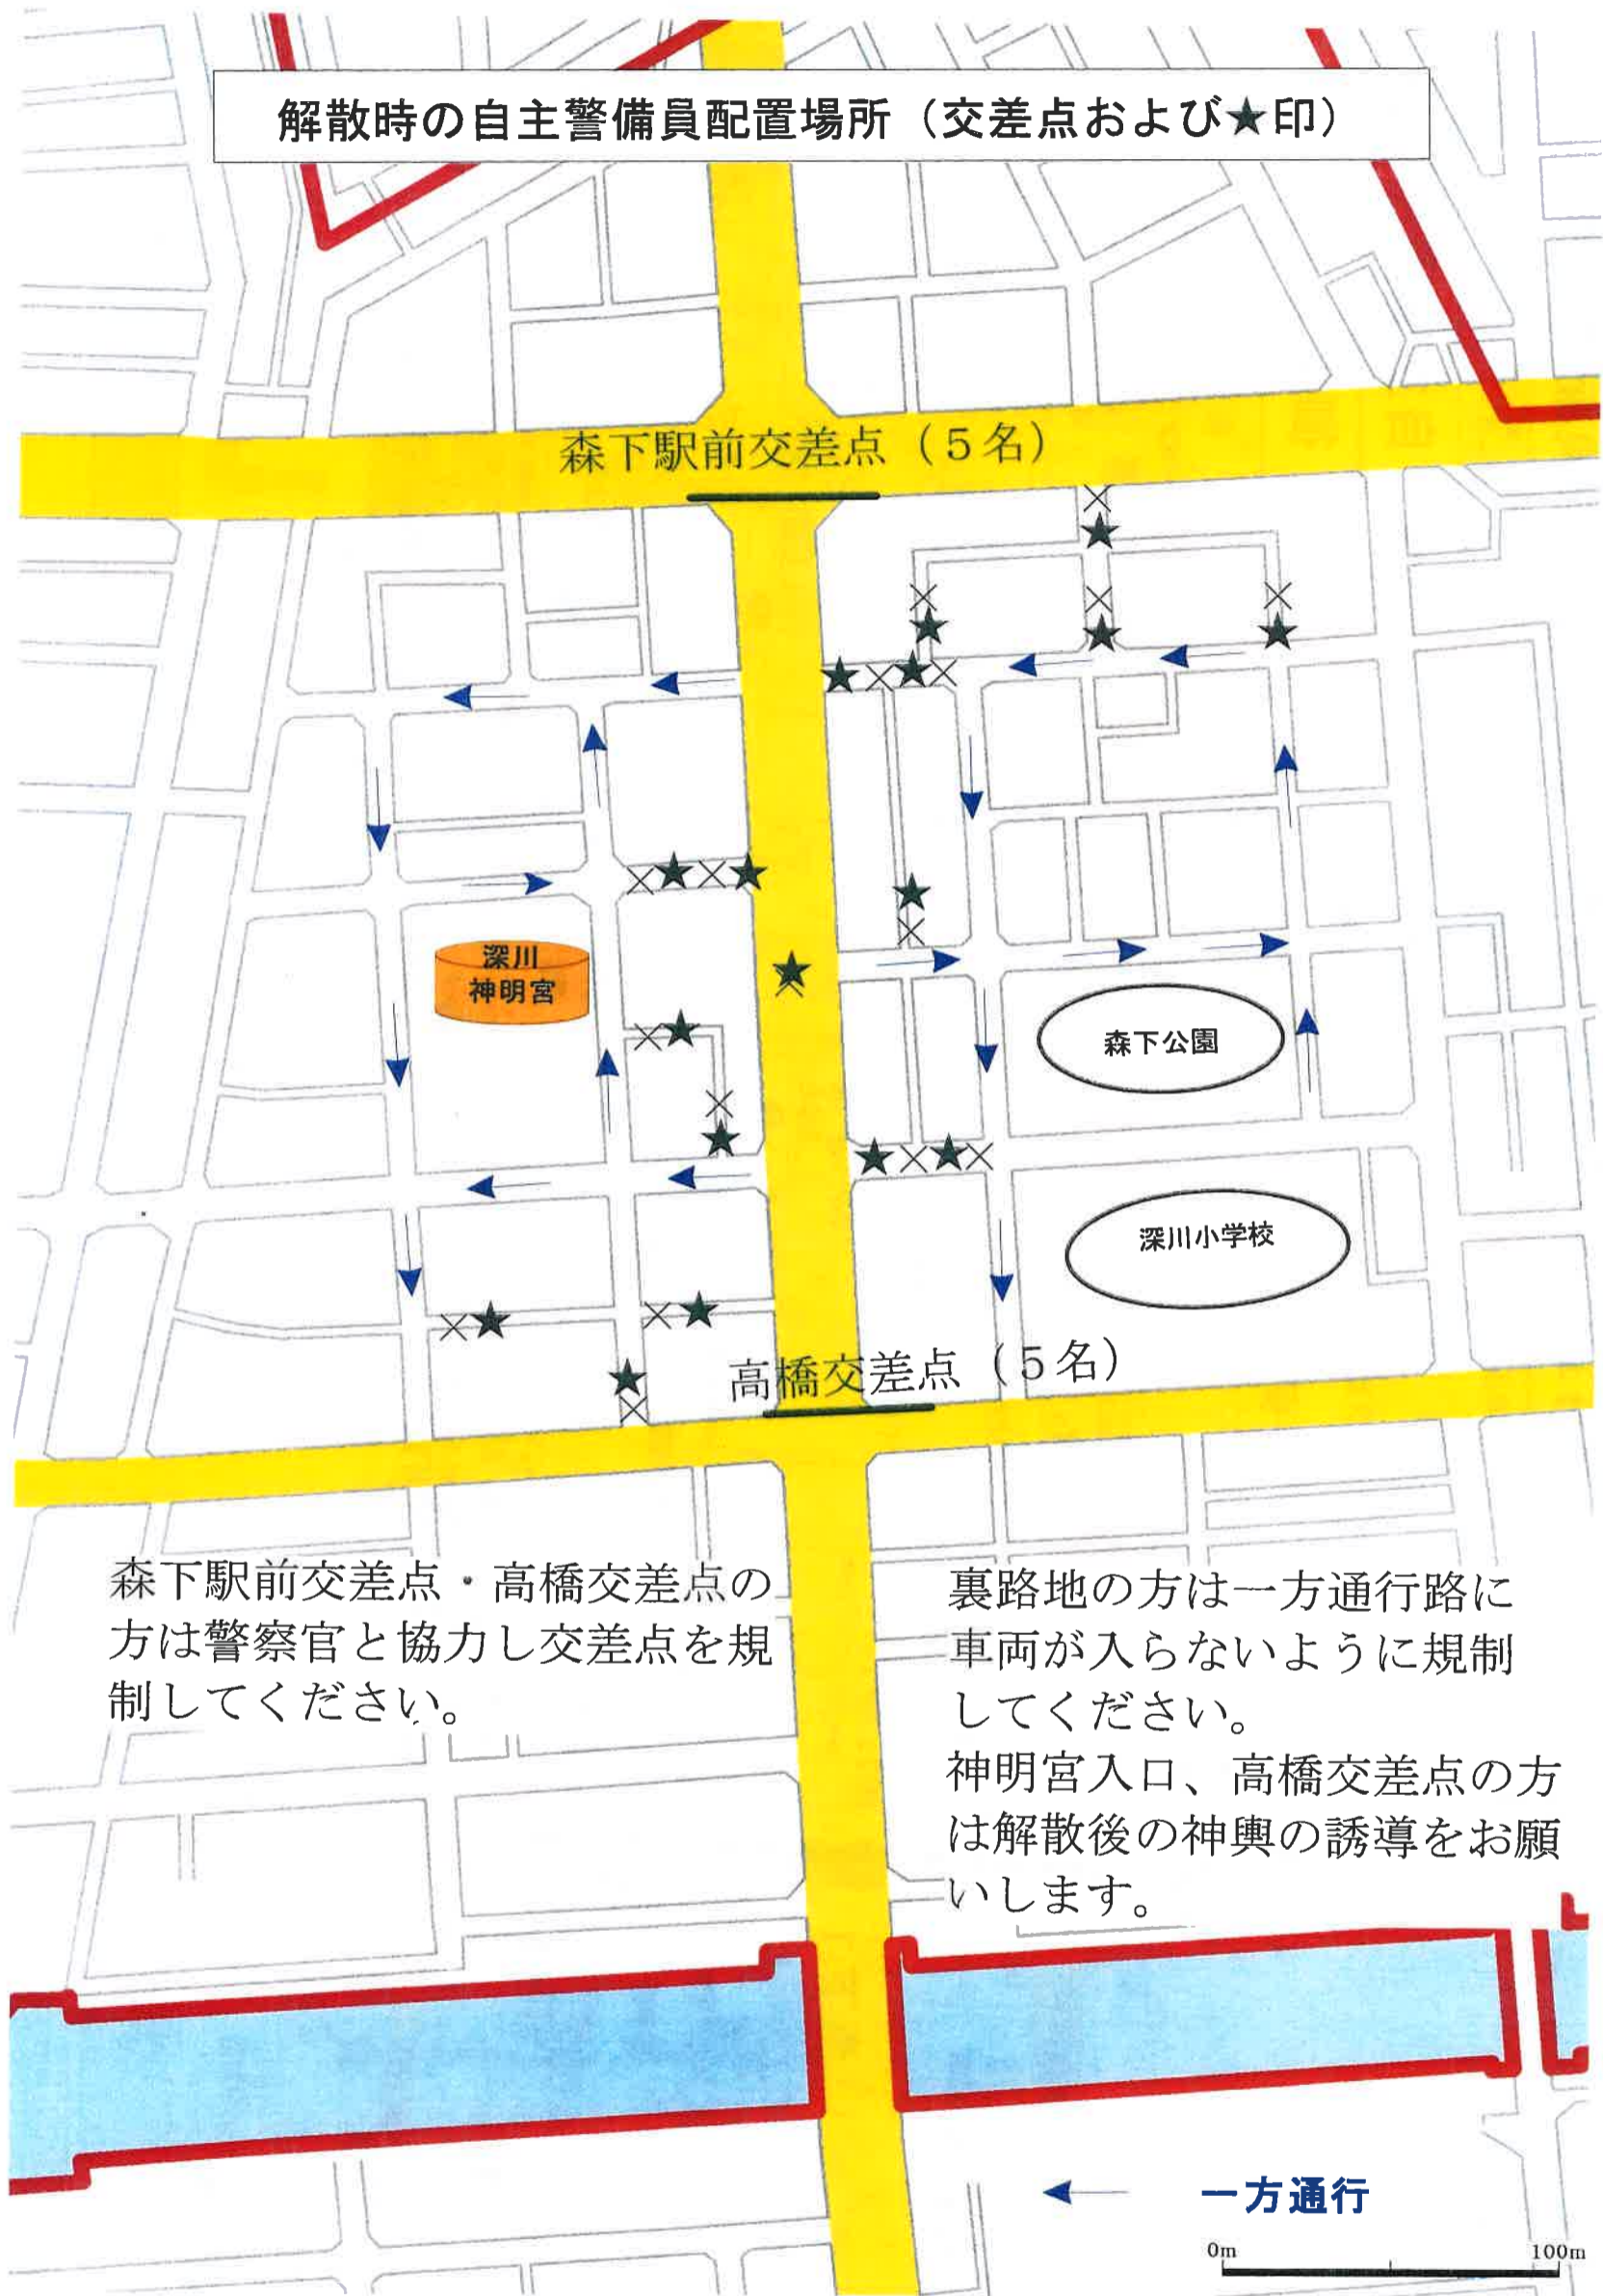 解散時の自主警備員配置場所（交差点および★印）
森下駅前交差点（５名）
深川
神明宮
森下公園
深川小学校
高橋交差点（５名）
森下駅前交差点・高橋交差点の
方は警察官と協力し交差点を規
制してください。
裏路地の方は一方通行路に
車両が入らないように規制
してください。
神明宮入口、高橋交差点の方
は解散後の神輿の誘導をお願
いします。
一方通行
0m
100m